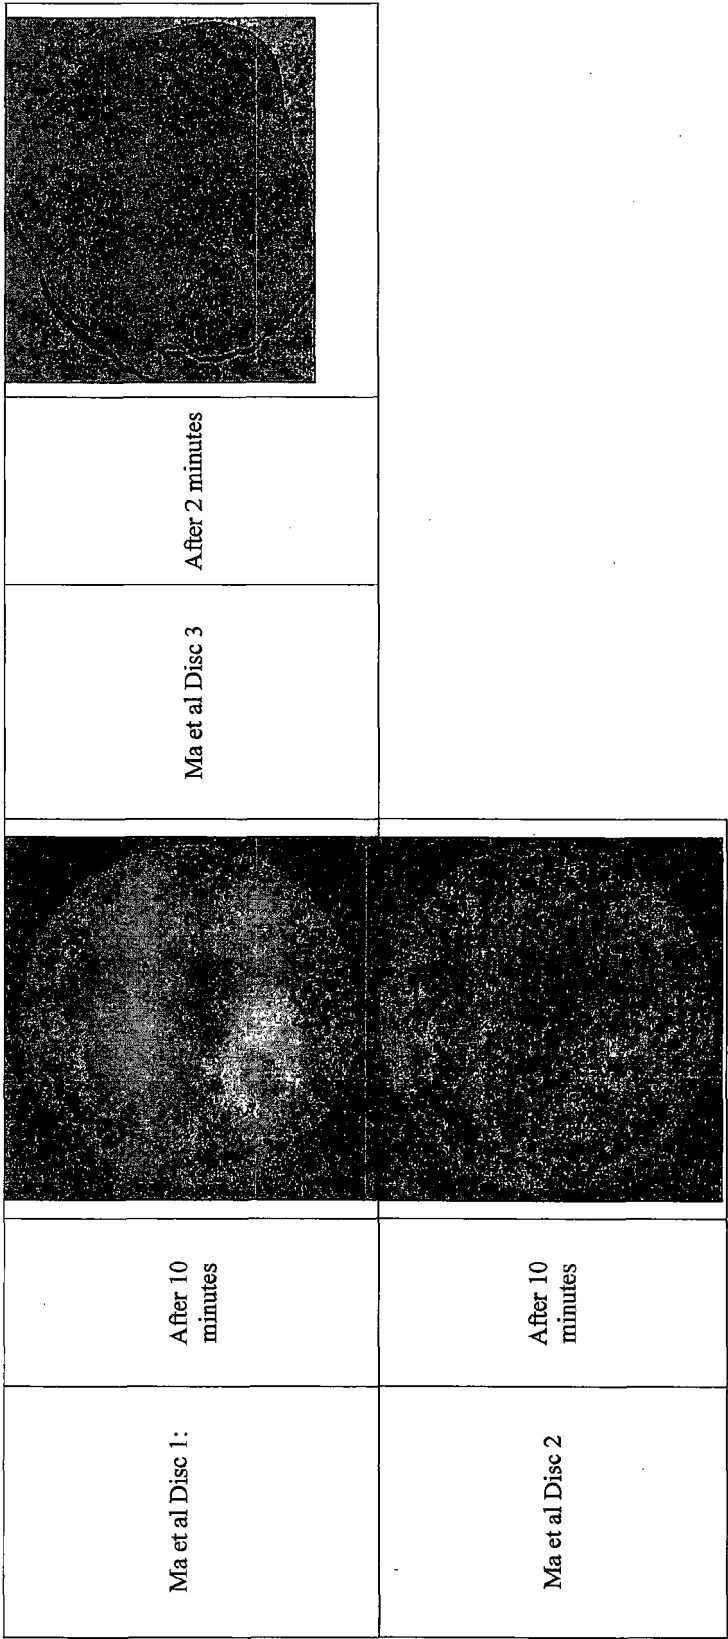 Ma et al Disc 1:
After 10
minutes
Ma et al Disc 3
After 2 minutes
Ma et al Disc 2
After 10
minutes